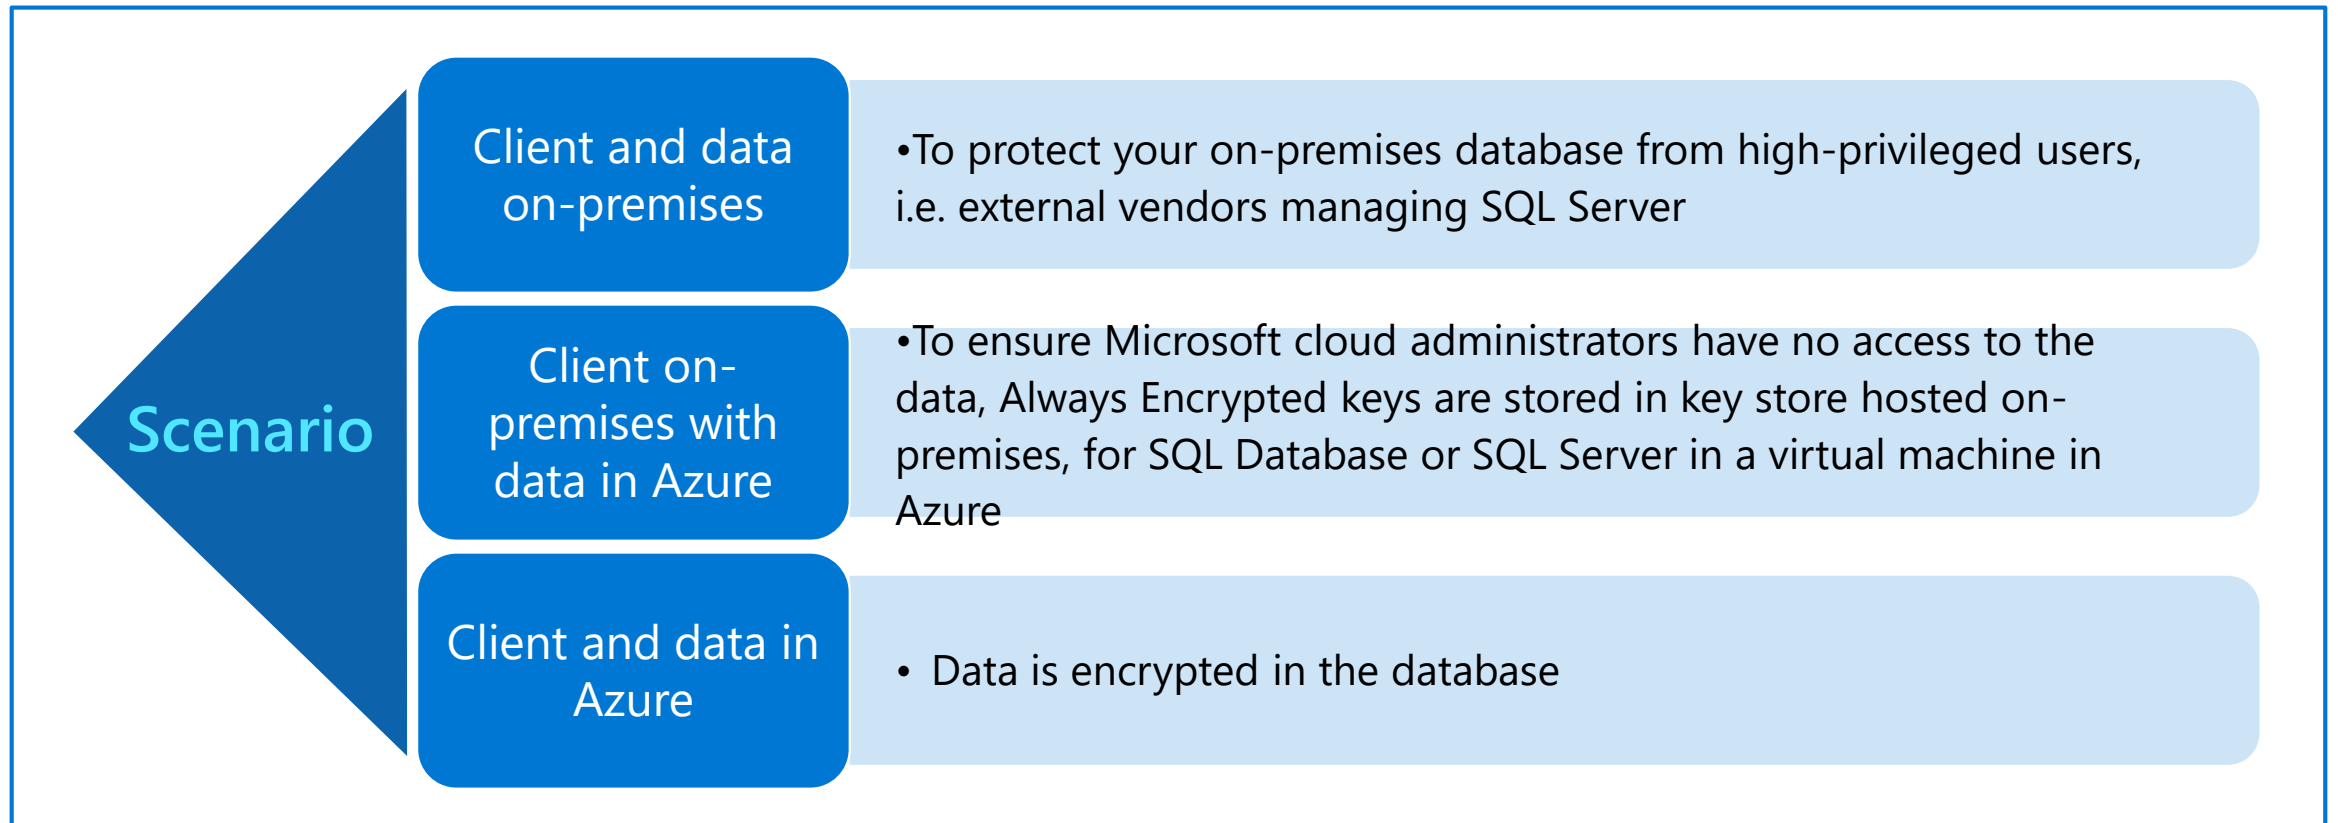 Scenario
Client and data
on-premises
•To protect your on-premises database from high-privileged users,
i.e. external vendors managing SQL Server
Client on-
premises with
data in Azure
•To ensure Microsoft cloud administrators have no access to the
data, Always Encrypted keys are stored in key store hosted on-
premises, for SQL Database or SQL Server in a virtual machine in
Azure
Client and data in
Azure
• Data is encrypted in the database